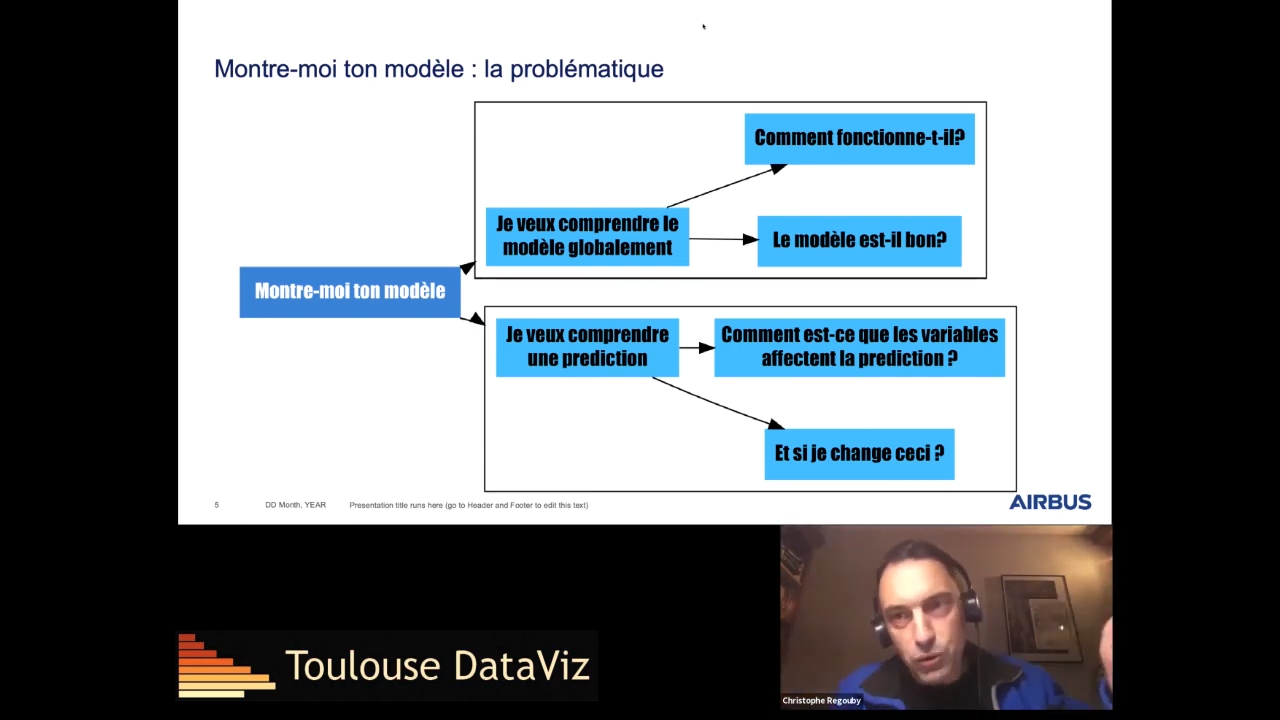 Montre-moi ton modèle : la problématique
Comment fonctionne-t-il?
Je veux comprendre le
modèle globalement
Le modèle est-il bon?
Montre-moi ton modèle
Je veux comprendre
une prediction
Comment est-ce que les variables
affectent la prediction ?
Et si je change ceci ?
5 DD Month, YEAR Presentation title runs here (go to Header and Footer to edit this text)
AIRBUS
Toulouse DataViz
Christophe Regouby